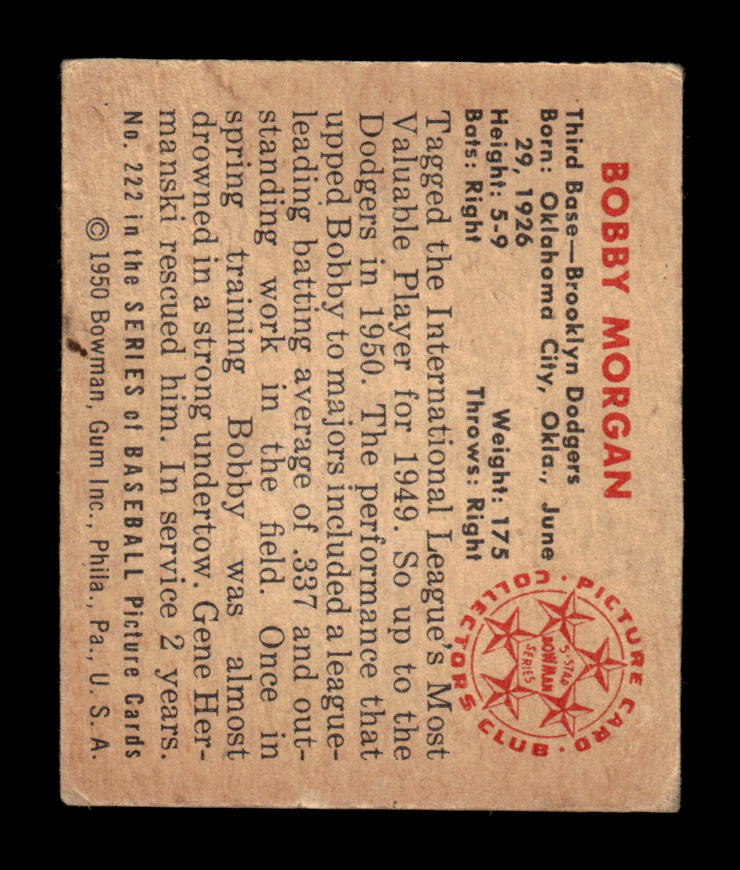 BOBBY MORGAN
Third Base—Brooklyn Dodgers
Born: Oklahoma City, Okla., June
29, 1926
Height: 5-9 Weight: 175
Bats: Right Throws: Right
Tagged the International League's Most
Valuable Player for 1949. So up to the
Dodgers in 1950. The performance that
upped Bobby to majors included a league-
leading batting average of .337 and out-
standing work in the field. Once in
spring training Bobby was almost
drowned in a strong undertow. Gene Her-
manski rescued him. In service 2 years.
No. 222 in the SERIES of BASEBALL Picture Cards
© 1950 Bowman, Gum Inc., Phila., Pa., U. S. A.
· PICTURE CARD ·
COLLECTORS CLUB
5-STAR
BOWMAN
SERIES